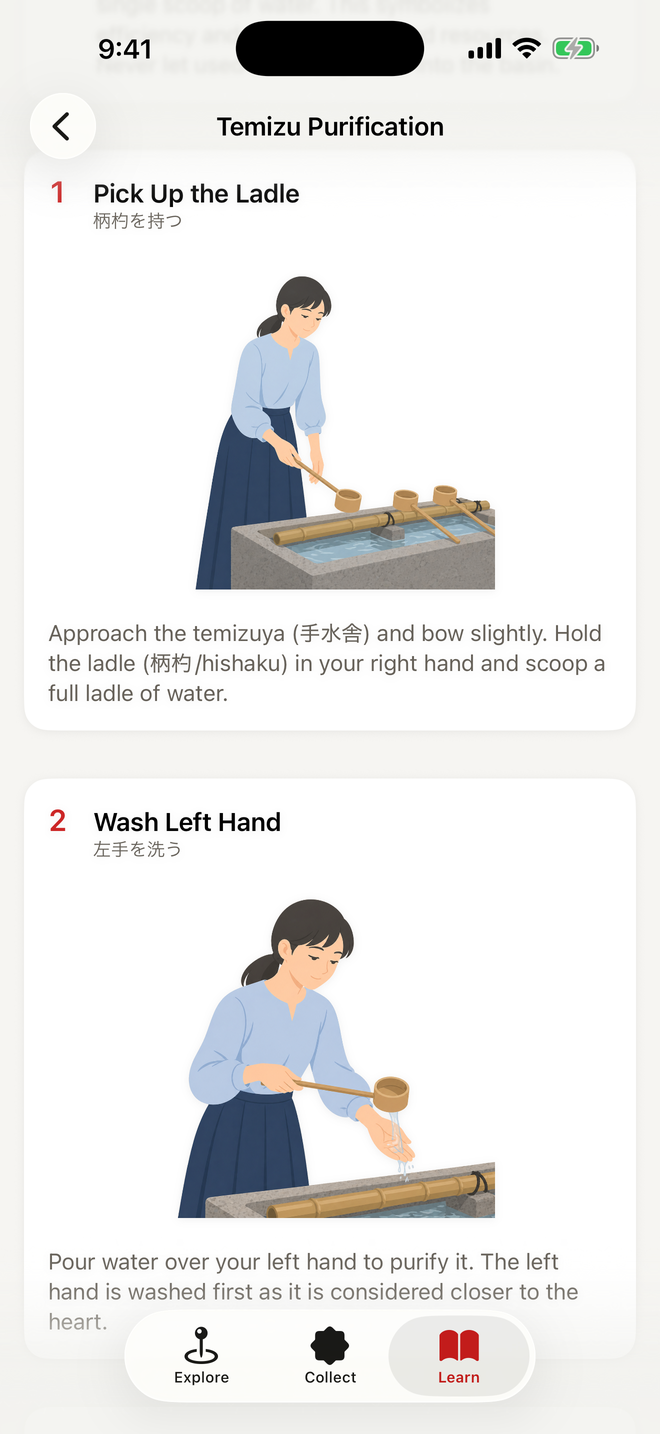 9:41
Temizu Purification
1 Pick Up the Ladle
柄杓を持つ
Approach the temizuya (手水舎) and bow slightly. Hold
the ladle (柄杓/hishaku) in your right hand and scoop a
full ladle of water.
2 Wash Left Hand
左手を洗う
Pour water over your left hand to purify it. The left
hand is washed first as it is considered closer to the
heart.
Explore
Collect
Learn